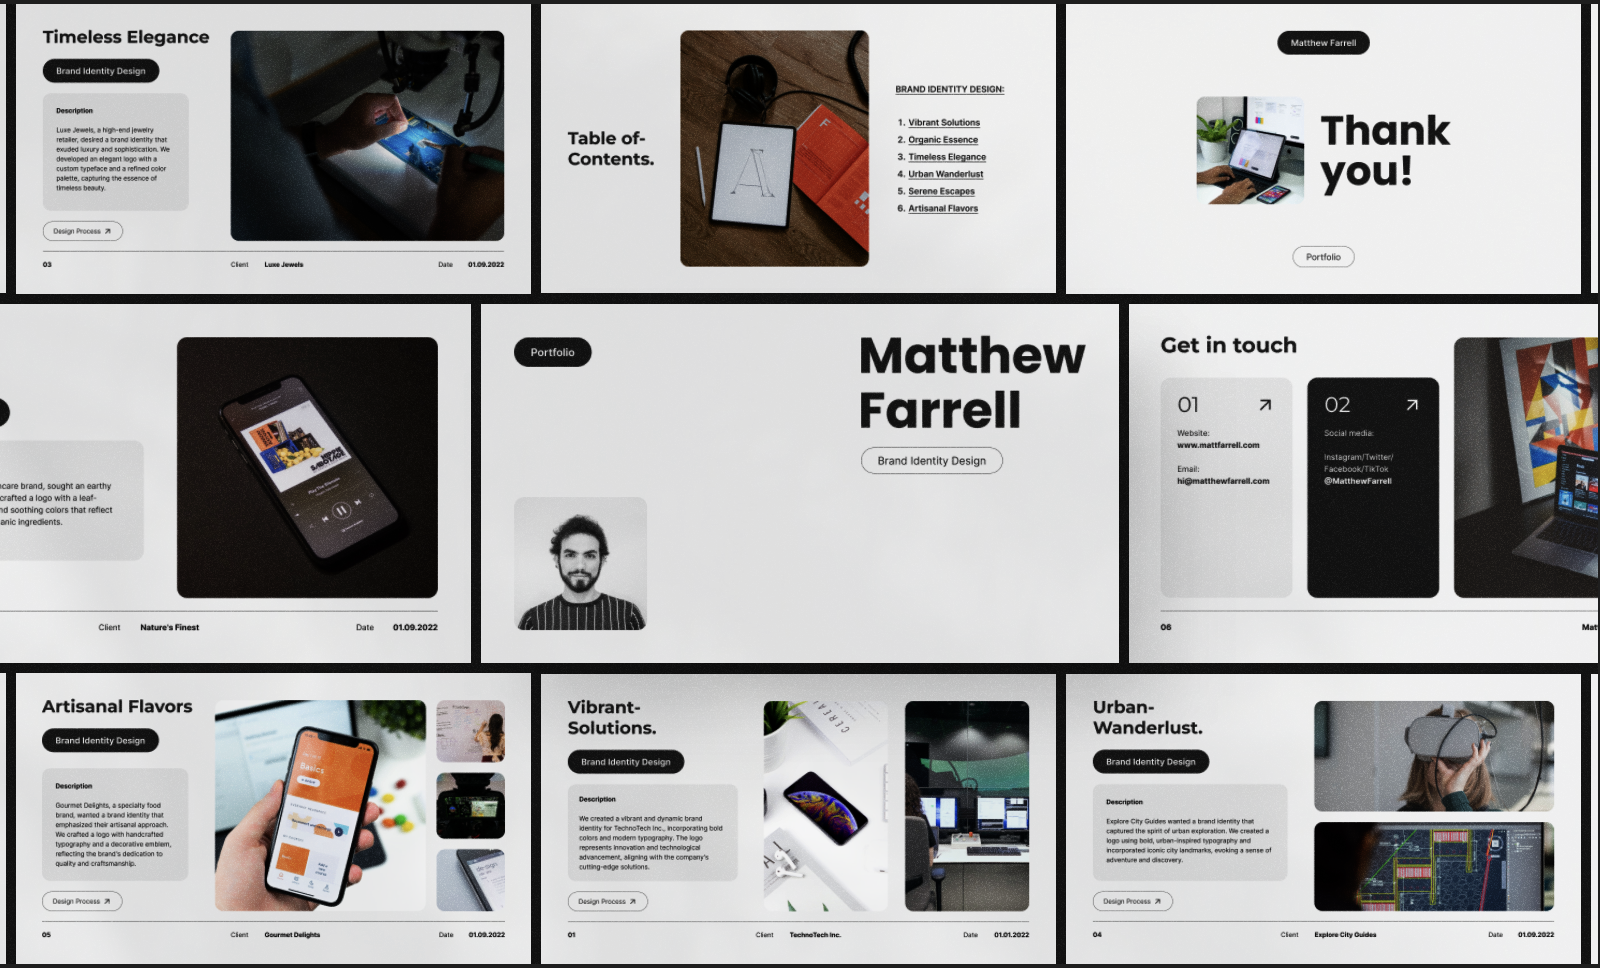 Timeless Elegance
Brand Identity Design
Description
Luxe Jewels, a high-end jewelry
retailer, desired a brand identity that
exuded luxury and sophistication. We
developed an elegant logo with a
custom typeface and a refined color
palette, capturing the essence of
timeless beauty.
Design Process
03
Client Luxe Jewels
Date 01.09.2022
Table of-
Contents.
A
F
BRAND IDENTITY DESIGN:
1. Vibrant Solutions
2. Organic Essence
3. Timeless Elegance
4. Urban Wanderlust
5. Serene Escapes
6. Artisanal Flavors
Matthew Farrell
Thank
you!
Portfolio
care brand, sought an earthy
crafted a logo with a leaf-
nd soothing colors that reflect
anic ingredients.
SABOTAGE
Client Nature's Finest
Date 01.09.2022
Portfolio
Matthew
Farrell
Brand Identity Design
Get in touch
01
Website:
www.mattfarrell.com
Email:
hi@matthewfarrell.com
02
Social media:
Instagram/Twitter/
Facebook/TikTok
@MatthewFarrell
06
Mat
Artisanal Flavors
Brand Identity Design
Description
Gourmet Delights, a specialty food
brand, wanted a brand identity that
emphasized their artisanal approach.
We crafted a logo with handcrafted
typography and a decorative emblem,
reflecting the brand's dedication to
quality and craftsmanship.
Design Process
Basics
05
Client Gourmet Delights
Date 01.09.2022
Vibrant-
Solutions.
Brand Identity Design
Description
We created a vibrant and dynamic brand
identity for TechnoTech Inc., incorporating bold
colors and modern typography. The logo
represents innovation and technological
advancement, aligning with the company's
cutting-edge solutions.
Design Process
CEREAL
01
Client TechnoTech Inc.
Date 01.01.2022
Urban-
Wanderlust.
Brand Identity Design
Description
Explore City Guides wanted a brand identity that
captured the spirit of urban exploration. We created a
logo using bold, urban-inspired typography and
incorporated iconic city landmarks, evoking a sense of
adventure and discovery.
Design Process
04
Client Explore City Guides
Date 01.09.2022